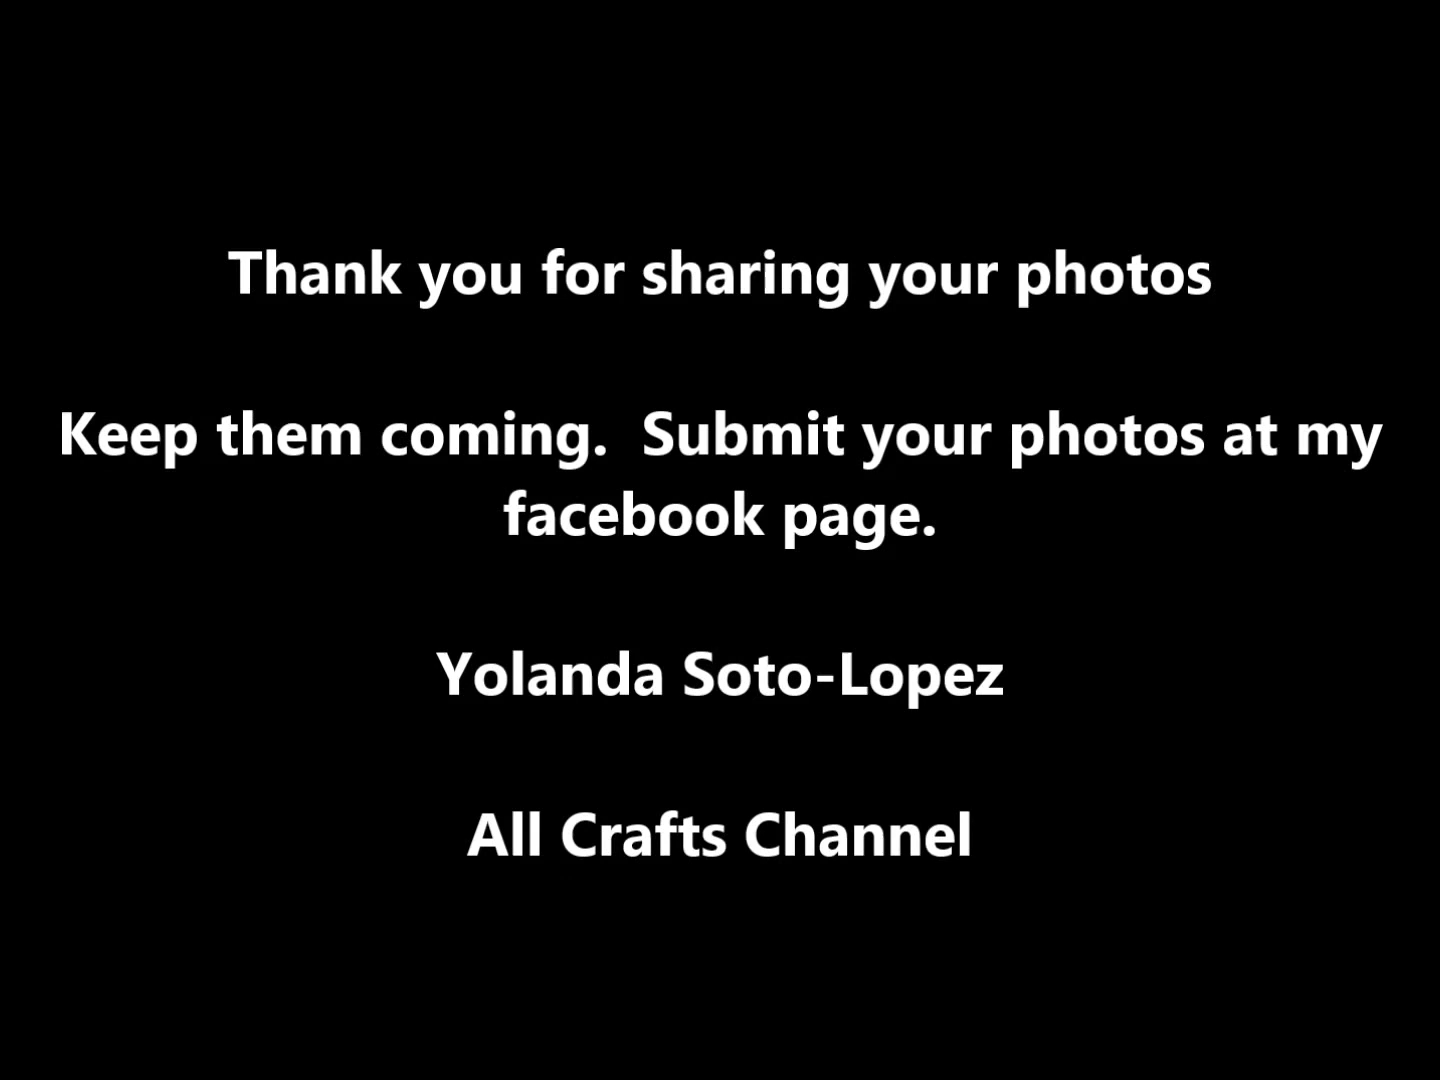 Thank you for sharing your photos
Keep them coming.  Submit your photos at my
facebook page.
Yolanda Soto-Lopez
All Crafts Channel